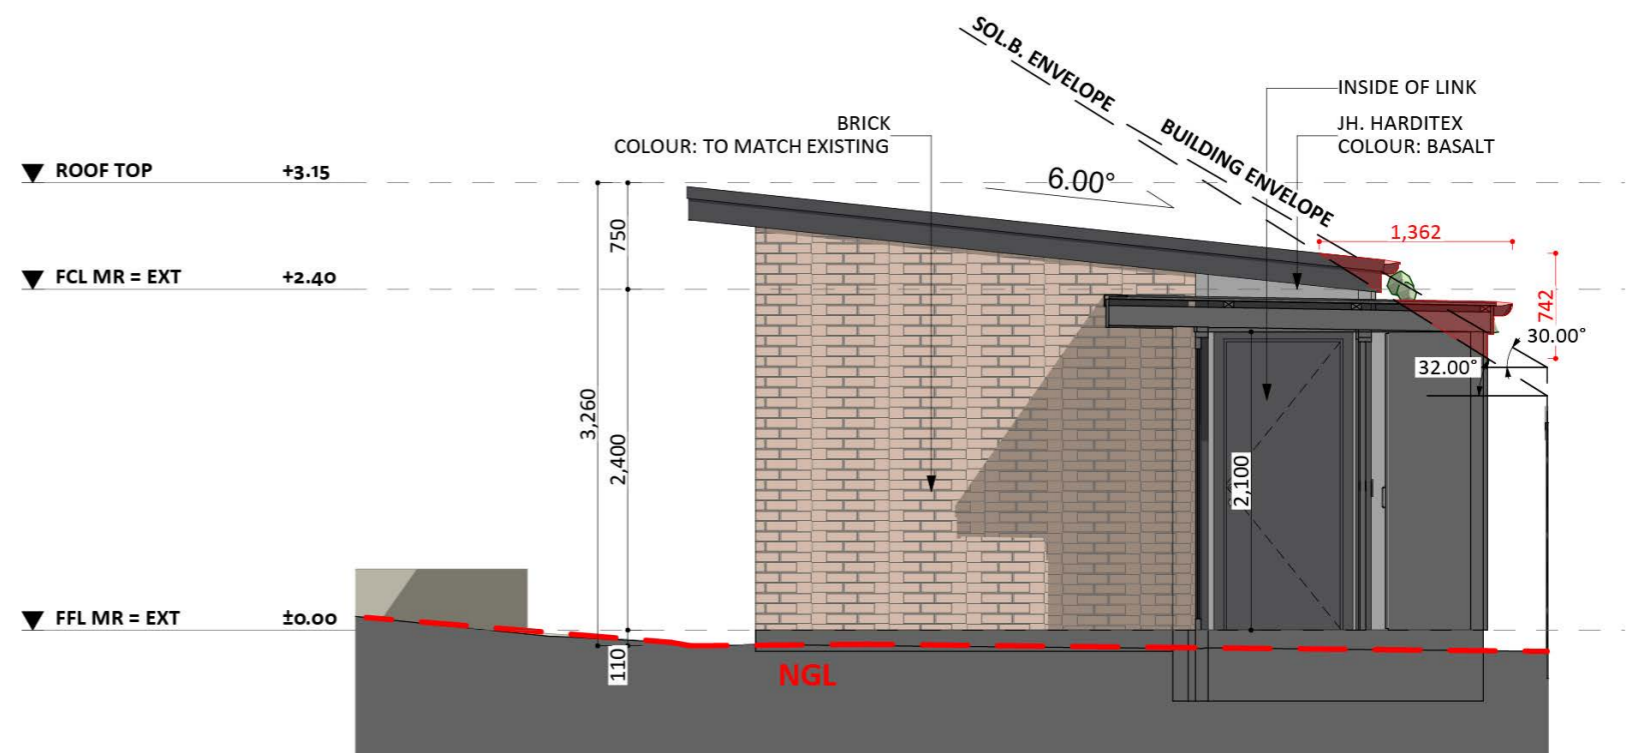 SOL.B. ENVELOPE
BUILDING ENVELOPE
INSIDE OF LINK
BRICK
COLOUR: TO MATCH EXISTING
JH. HARDITEX
COLOUR: BASALT
ROOF TOP +3.15
6.00°
750
1,362
FCL MR = EXT +2.40
742
30.00°
32.00°
3,260
2,400
2,100
FFL MR = EXT ±0.00
110
NGL